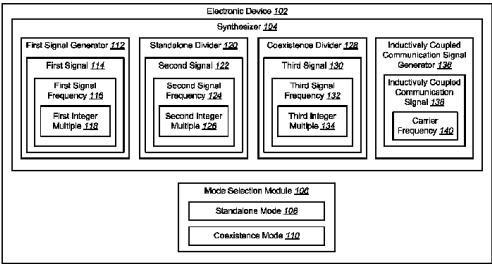 Electronic Device 102
Synthesizer 104
First Signal Generator 112
First Signal 114
First Signal
Frequency 116
First Integer
Multiple 118
Standalone Divider 120
Second Signal 122
Second Signal
Frequency 124
Second Integer
Multiple 126
Coexistence Divider 128
Third Signal 130
Third Signal
Frequency 132
Third Integer
Multiple 134
Inductively Coupled
Communication Signal
Generator 136
Inductively Coupled
Communication
Signal 138
Carrier
Frequency 140
Mode Selection Module 106
Standalone Mode 108
Coexistence Mode 110